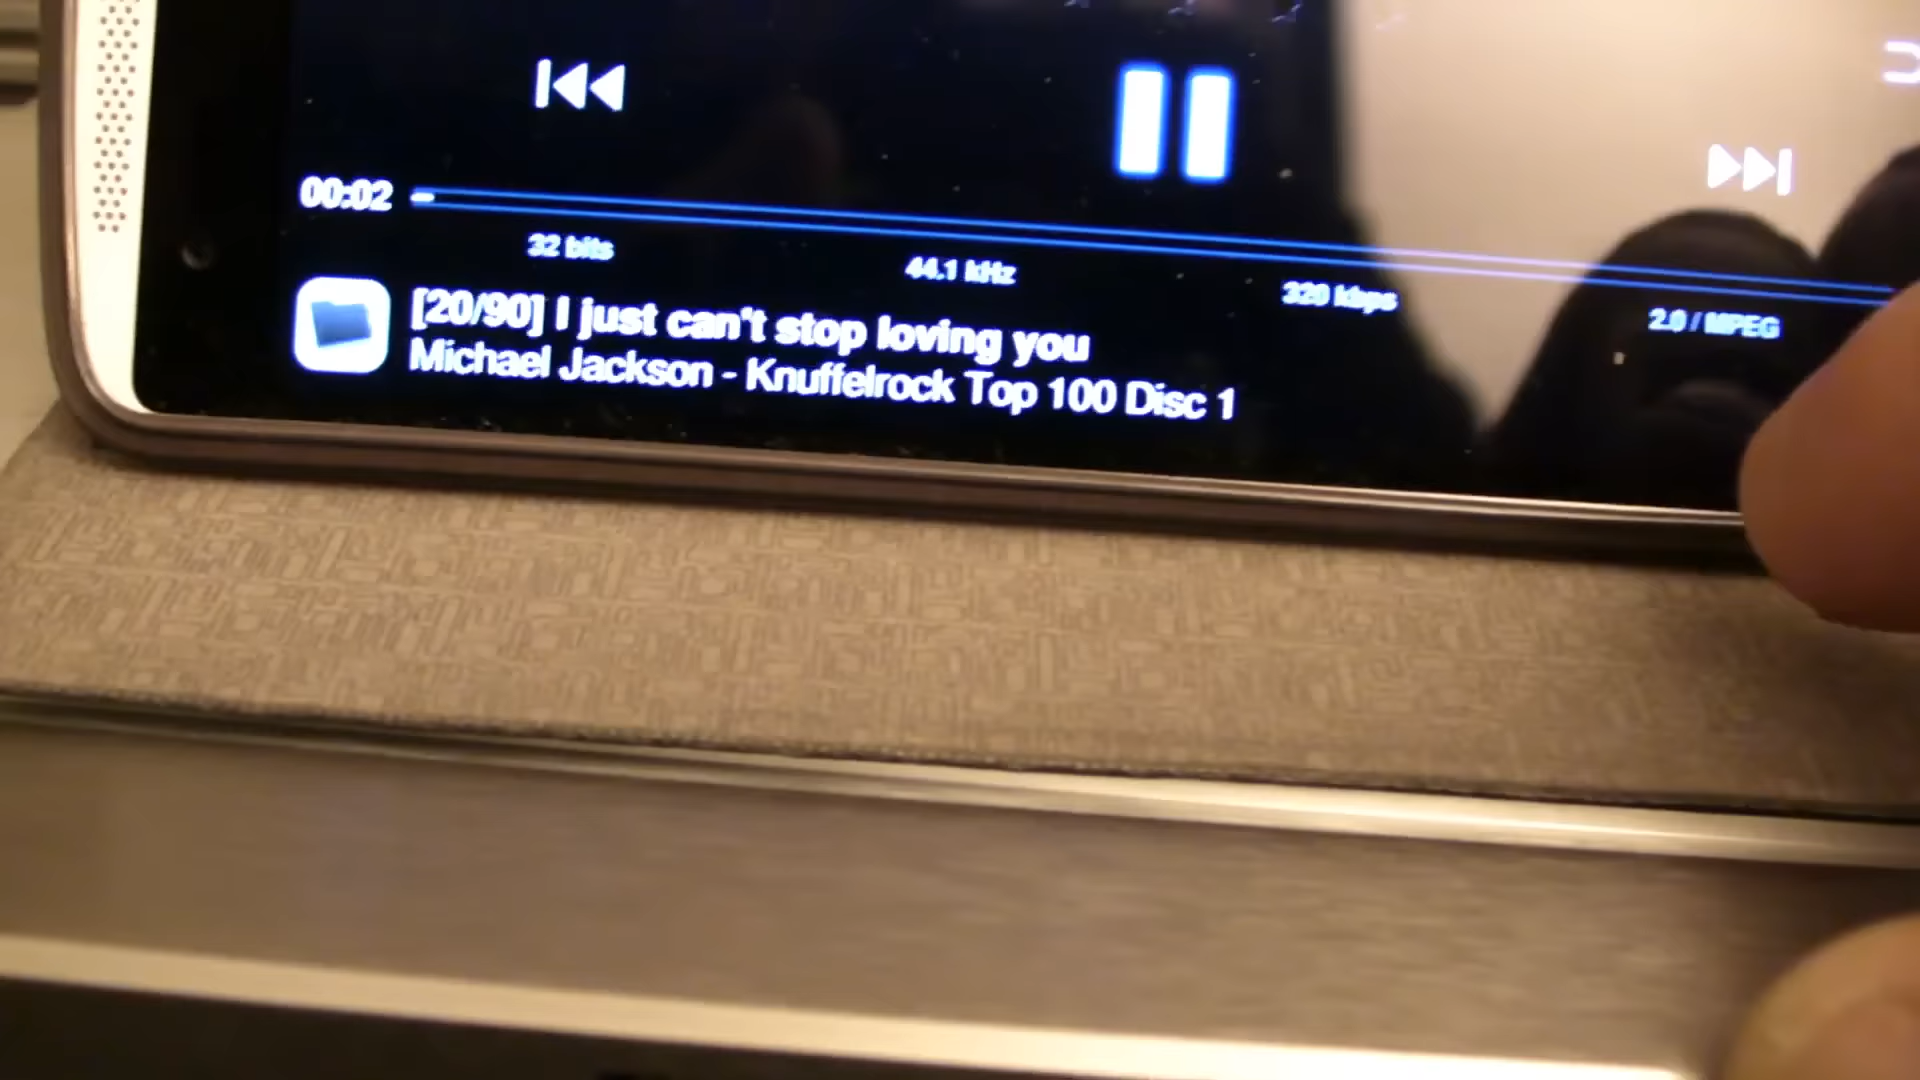 00:02
32 bits
44.1 kHz
320 kbps
2.0 / MPEG
[20/90] I just can't stop loving you
Michael Jackson - Knuffelrock Top 100 Disc 1